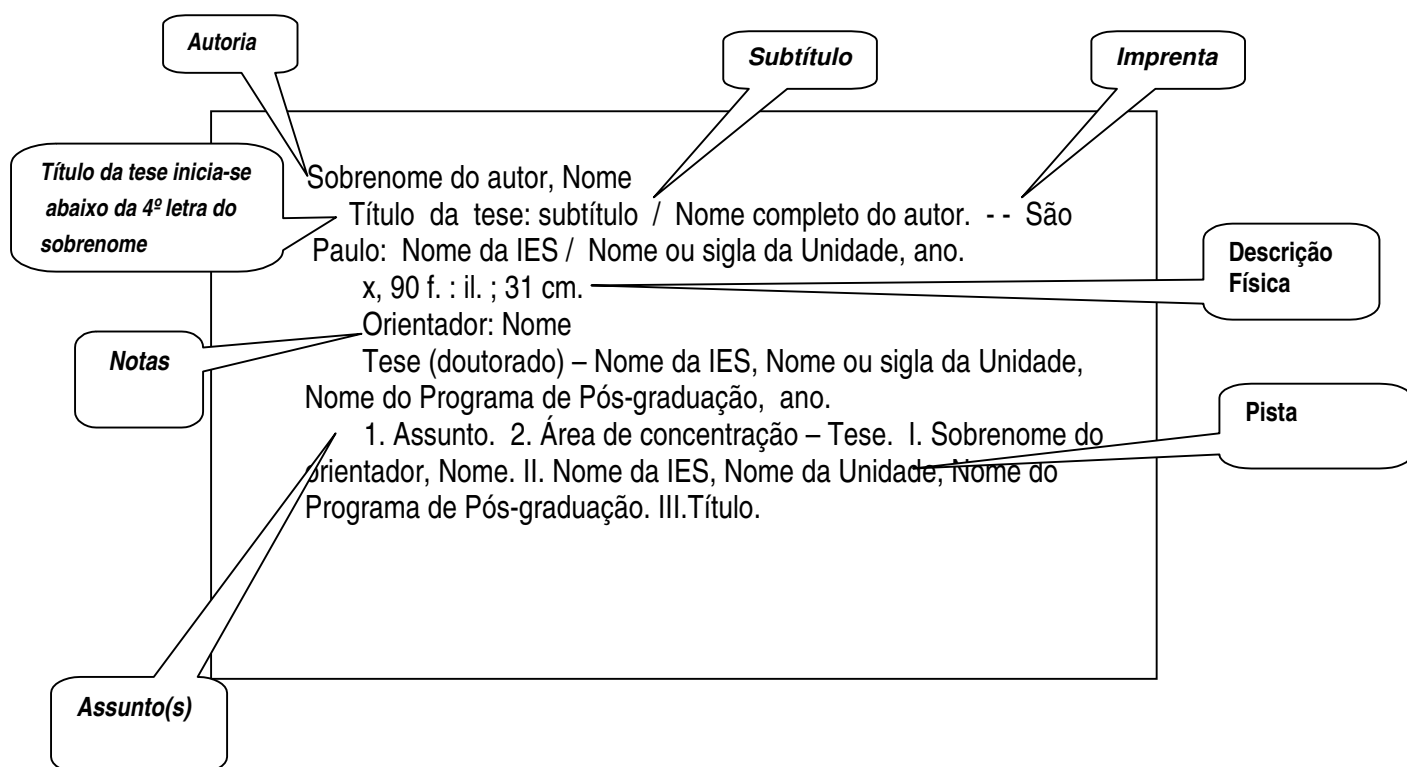 Autoria
Subtítulo
Imprenta
Título da tese inicia-se
abaixo da 4º letra do
sobrenome
Sobrenome do autor, Nome
Título da tese: subtítulo / Nome completo do autor. - - São
Paulo: Nome da IES / Nome ou sigla da Unidade, ano.
x, 90 f. : il. ; 31 cm.
Orientador: Nome
Tese (doutorado) – Nome da IES, Nome ou sigla da Unidade,
Nome do Programa de Pós-graduação, ano.
1. Assunto. 2. Área de concentração – Tese. I. Sobrenome do
orientador, Nome. II. Nome da IES, Nome da Unidade, Nome do
Programa de Pós-graduação. III.Título.
Descrição
Física
Notas
Pista
Assunto(s)